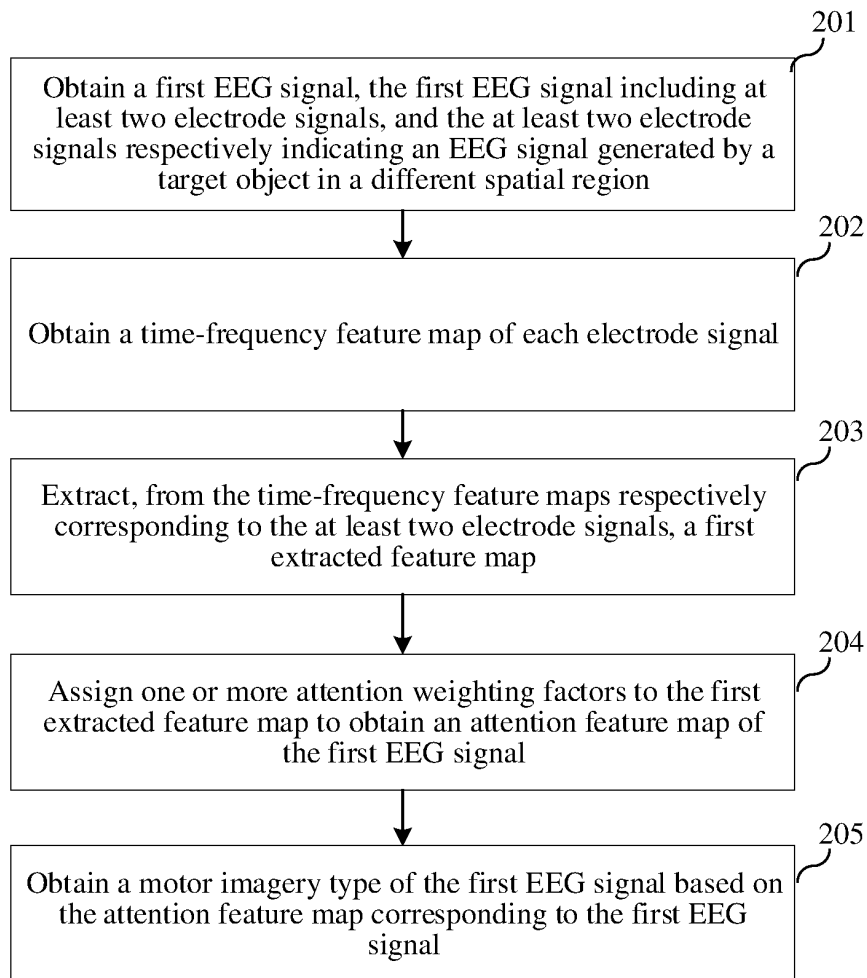 201
Obtain a first EEG signal, the first EEG signal including at
least two electrode signals, and the at least two electrode
signals respectively indicating an EEG signal generated by a
target object in a different spatial region
202
Obtain a time-frequency feature map of each electrode signal
203
Extract, from the time-frequency feature maps respectively
corresponding to the at least two electrode signals, a first
extracted feature map
204
Assign one or more attention weighting factors to the first
extracted feature map to obtain an attention feature map of
the first EEG signal
205
Obtain a motor imagery type of the first EEG signal based on
the attention feature map corresponding to the first EEG
signal